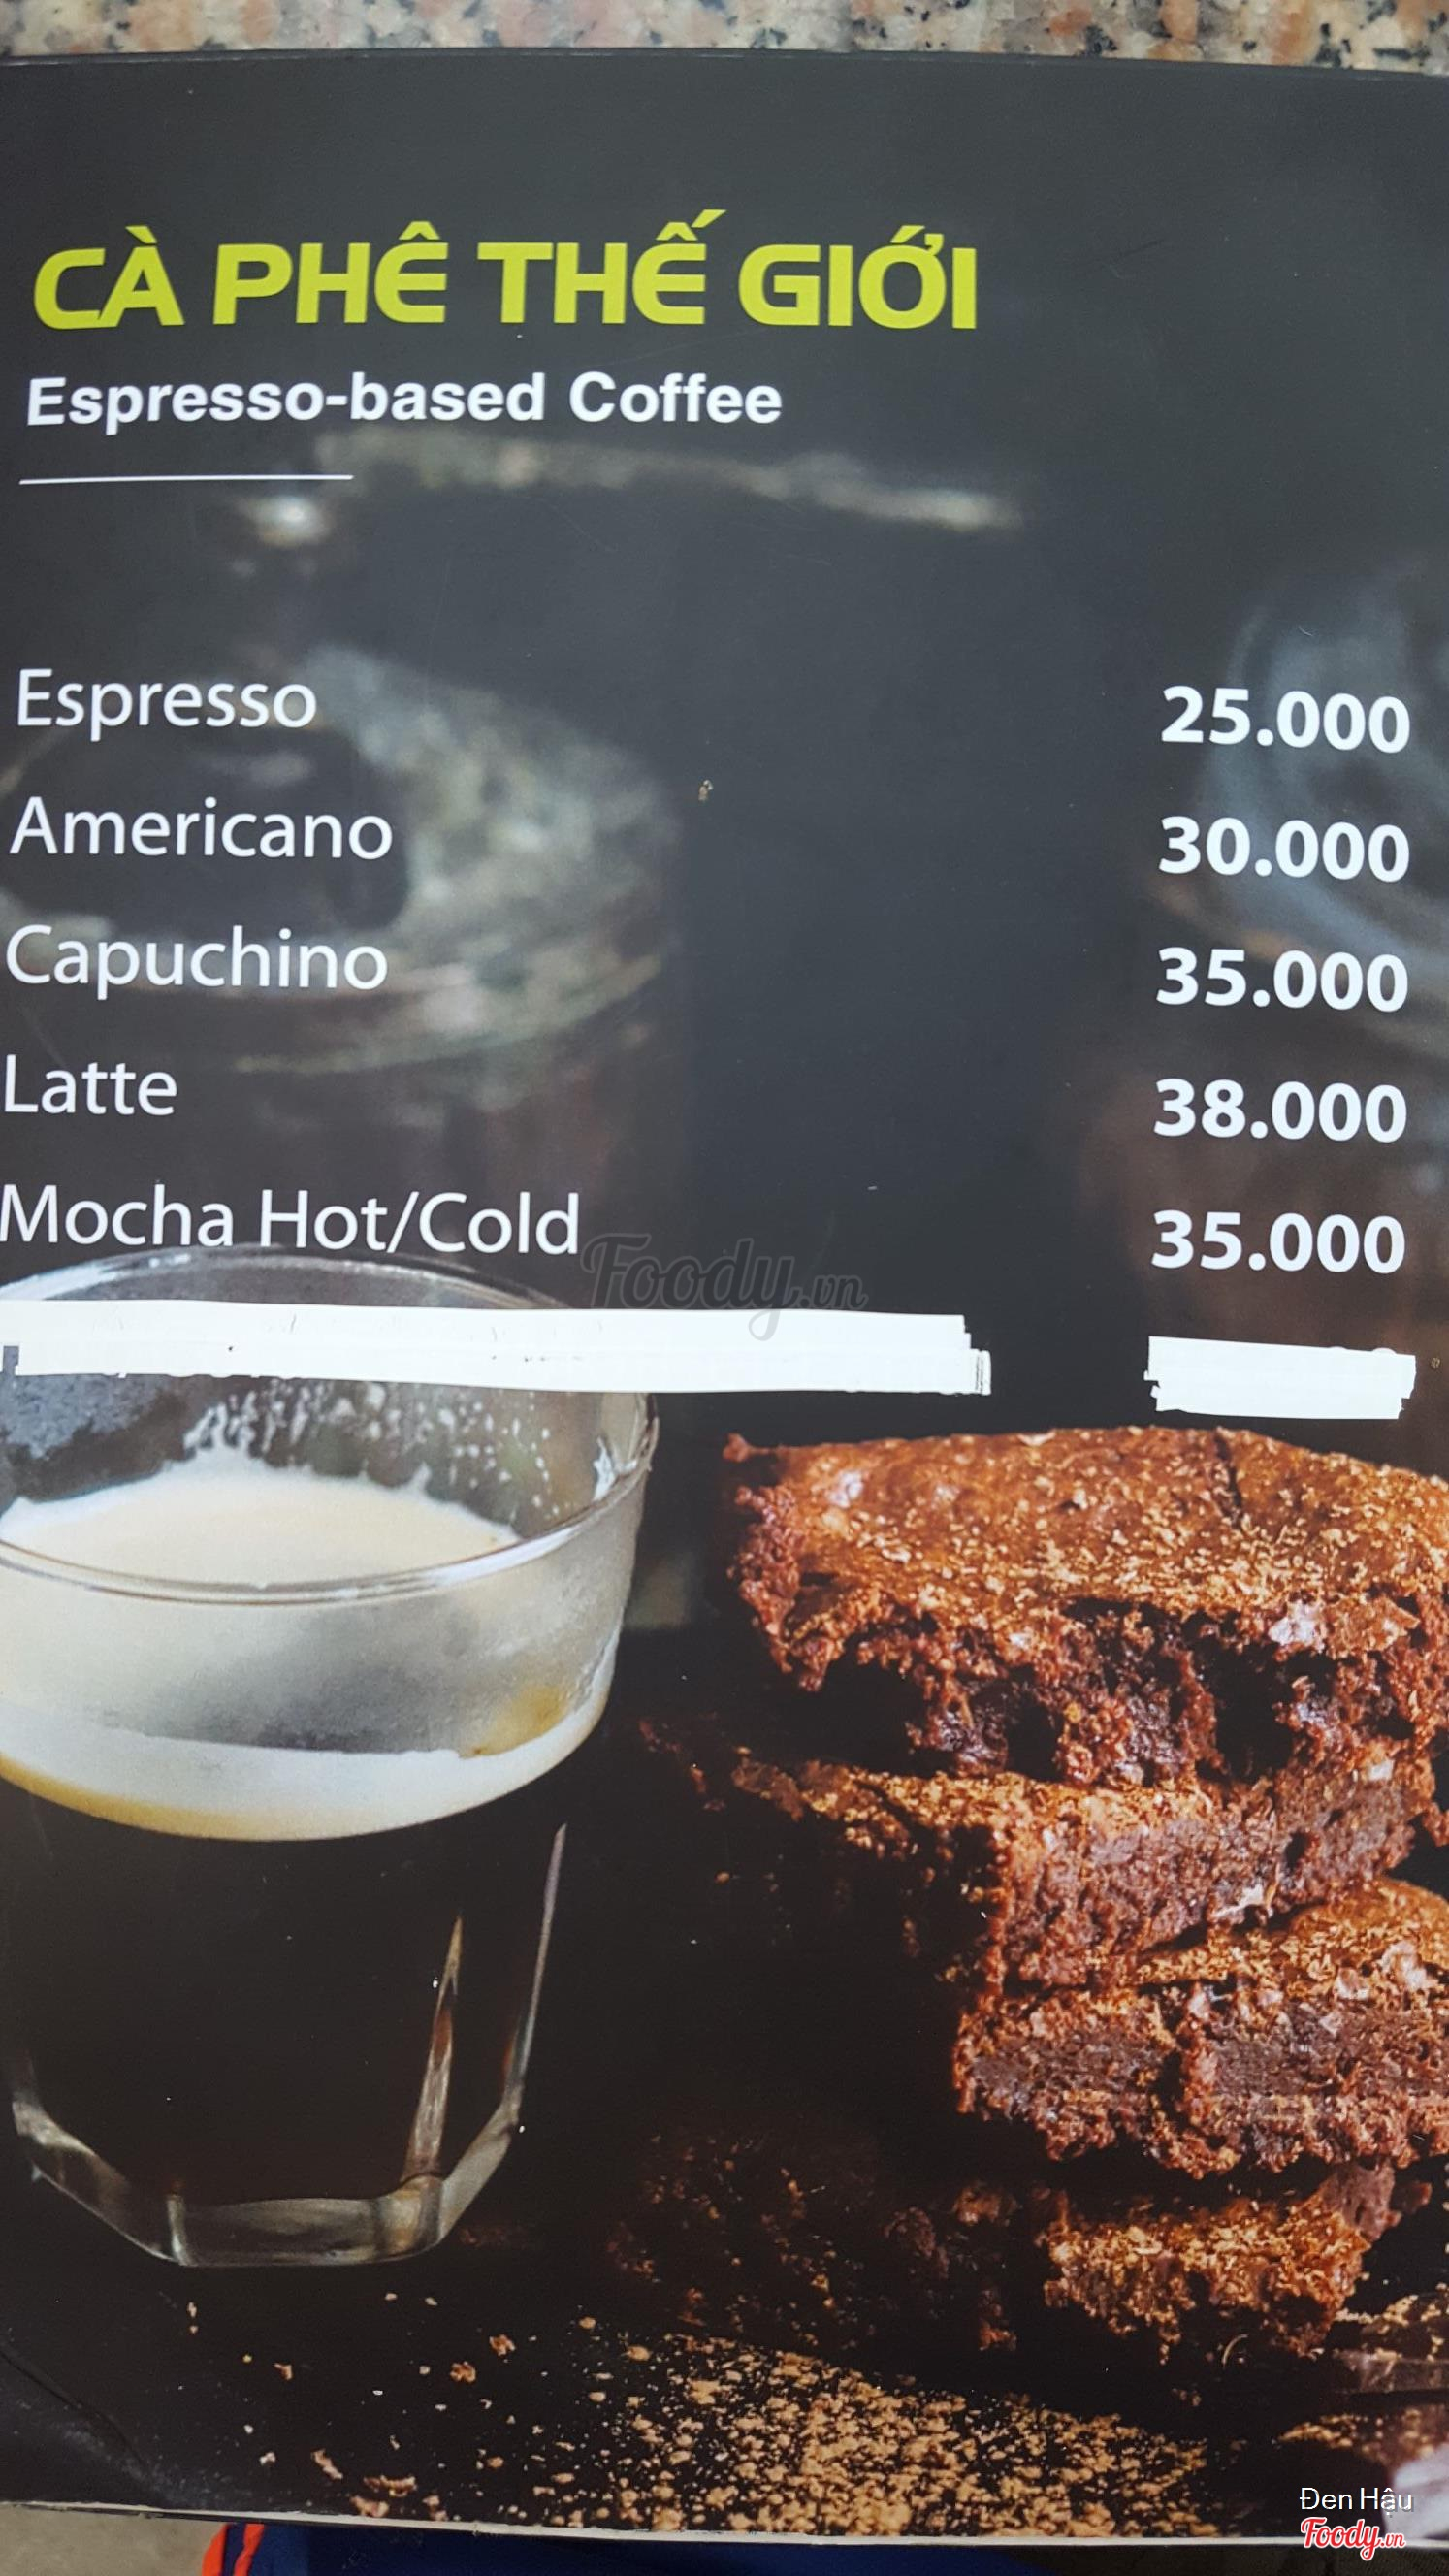 CÀ PHÊ THẾ GIỚI
Espresso-based Coffee
Espresso 25.000
Americano 30.000
Capuchino 35.000
Latte 38.000
Mocha Hot/Cold 35.000
Foody.vn
Đen Hậu
Foody.vn